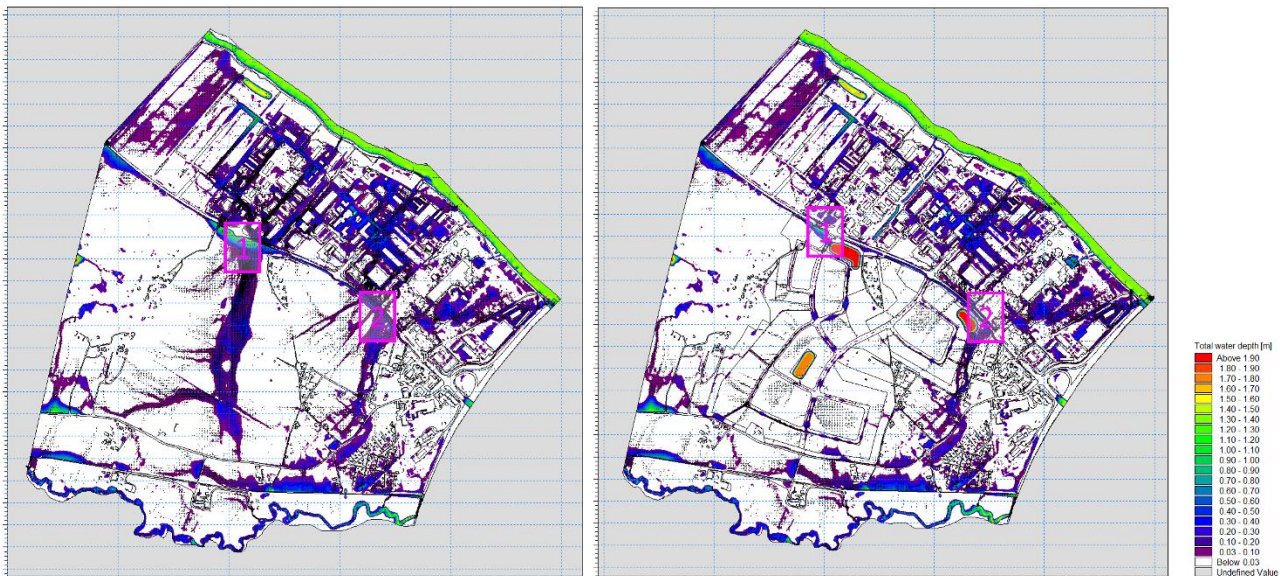 1
2
1
2
Total water depth [m]
Above 1.90
1.80 - 1.90
1.70 - 1.80
1.60 - 1.70
1.50 - 1.60
1.40 - 1.50
1.30 - 1.40
1.20 - 1.30
1.10 - 1.20
1.00 - 1.10
0.90 - 1.00
0.80 - 0.90
0.70 - 0.80
0.60 - 0.70
0.50 - 0.60
0.40 - 0.50
0.30 - 0.40
0.20 - 0.30
0.10 - 0.20
0.03 - 0.10
Below 0.03
Undefined Value